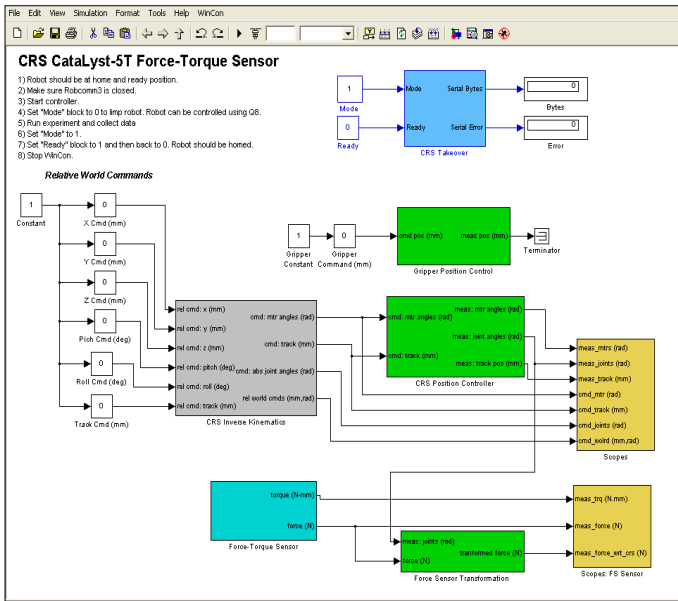 File Edit View Simulation Format Tools Help WinCon
CRS CataLyst-5T Force-Torque Sensor
1) Robot should be at home and ready position.
2) Make sure Robcomm3 is closed.
3) Start controller.
4) Set "Mode" block to 0 to limp robot. Robot can be controlled using Q8.
5) Run experiment and collect data
6) Set "Mode" to 1.
7) Set "Ready" block to 1 and then back to 0. Robot should be homed.
8) Stop WinCon.
1
Mode
0
Ready
Mode
Serial Bytes
Ready
Serial Error
CRS Takeover
0
Bytes
0
Error
Relative World Commands
1
Constant
0
X Cmd (mm)
0
Y Cmd (mm)
0
Z Cmd (mm)
0
Pich Cmd (deg)
0
Roll Cmd (deg)
0
Track Cmd (mm)
1
Gripper
Constant
0
Gripper
Command (mm)
cmd pos (mm)
meas pos (mm)
Gripper Position Control
Terminator
rel cmd: x (mm)
rel cmd: y (mm)
rel cmd: z (mm)
rel cmd: pitch (deg)
rel cmd: roll (deg)
rel cmd: track (mm)
cmd: mtr angles (rad)
cmd: track (mm)
cmd: abs joint angles (rad)
rel world cmds (mm,rad)
CRS Inverse Kinematics
cmd: mtr angles (rad)
cmd: track (mm)
meas: mtr angles (rad)
meas: joint angles (rad)
meas: track pos (mm)
CRS Position Controller
meas_mtrs (rad)
meas_joints (rad)
meas_track (mm)
cmd_mtr (rad)
cmd_track (mm)
cmd_joints (rad)
cmd_wolrd (mm,rad)
Scopes
torque (N-mm)
force (N)
Force-Torque Sensor
meas: joints (rad)
force (N)
tranformed force (N)
Force Sensor Transformation
meas_trq (N.mm)
meas_force (N)
meas_force_wrt_crs (N)
Scopes: FS Sensor